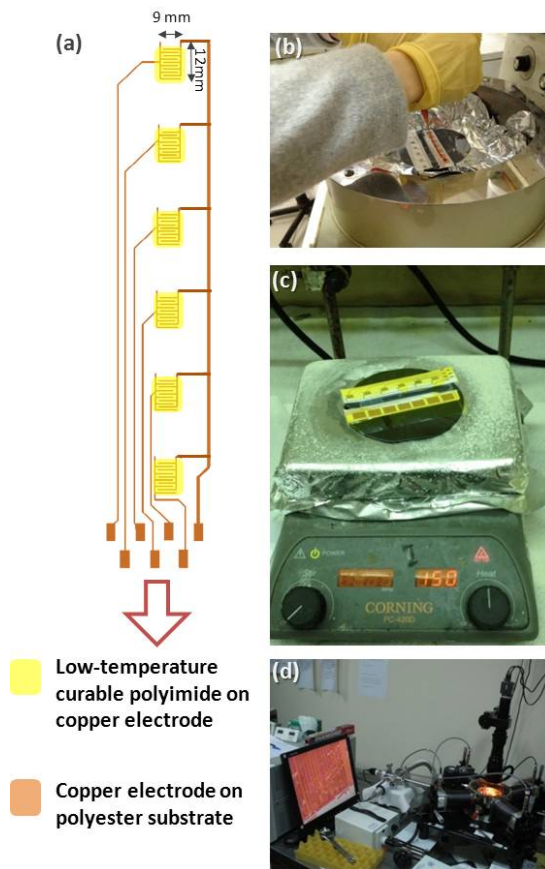 (a)
9 mm
12mm
Low-temperature
curable polyimide on
copper electrode
Copper electrode on
polyester substrate
(b)
(c)
POWER
150
Stir
Heat
CORNING
PC-420D
(d)